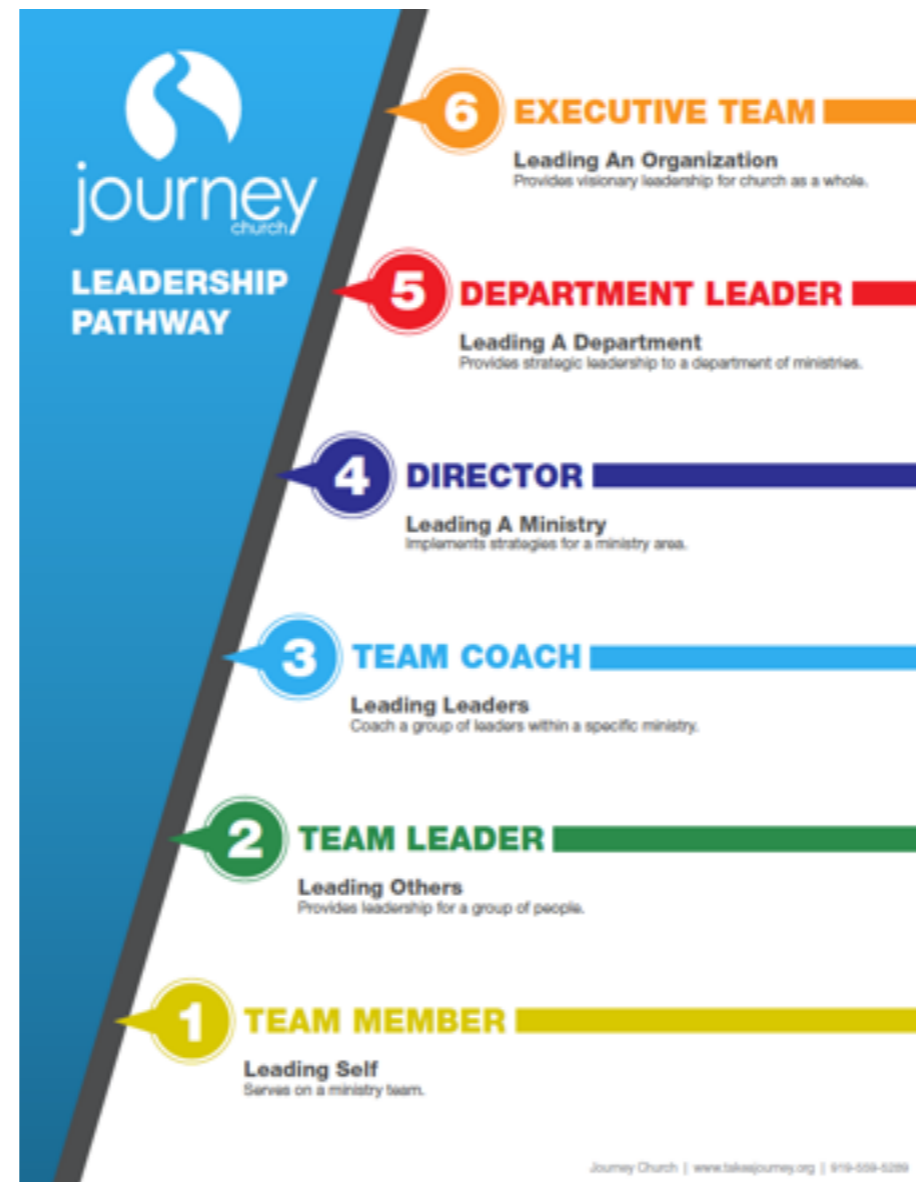 journey
church
LEADERSHIP
PATHWAY
6 EXECUTIVE TEAM
Leading An Organization
Provides visionary leadership for church as a whole.
5 DEPARTMENT LEADER
Leading A Department
Provides strategic leadership to a department of ministries.
4 DIRECTOR
Leading A Ministry
Implements strategies for a ministry area.
3 TEAM COACH
Leading Leaders
Coach a group of leaders within a specific ministry.
2 TEAM LEADER
Leading Others
Provides leadership for a group of people.
1 TEAM MEMBER
Leading Self
Serves on a ministry team.
Journey Church | www.takeajourney.org |